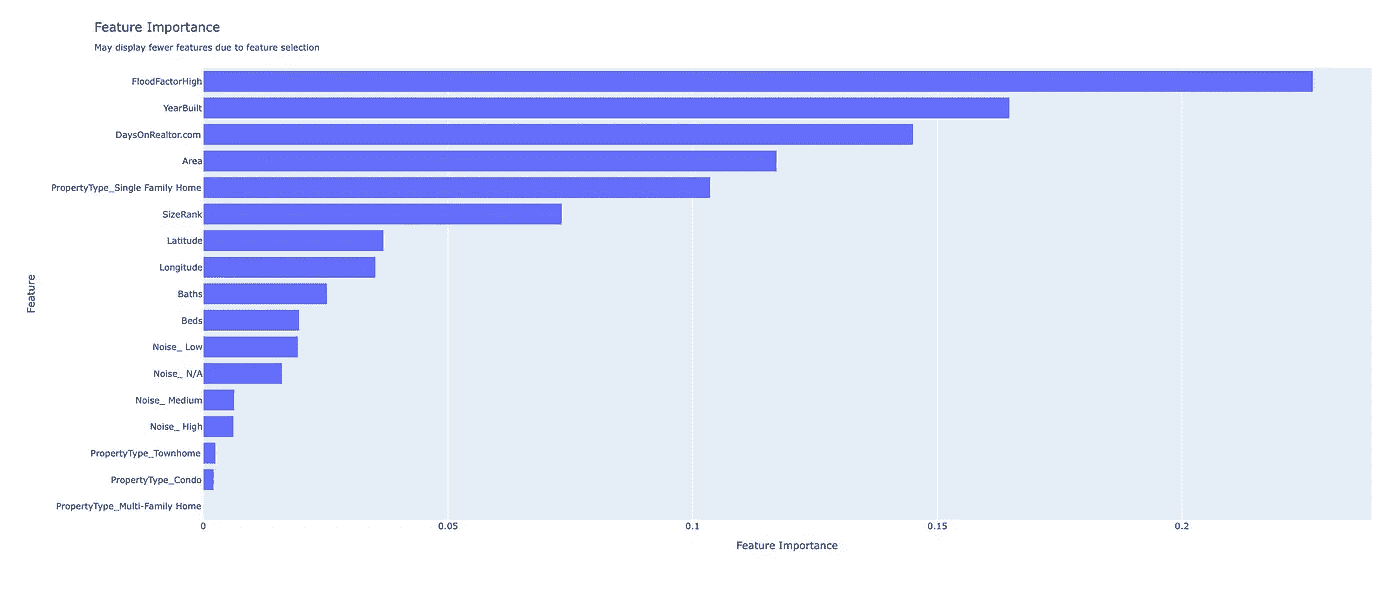 Feature Importance
May display fewer features due to feature selection
FloodFactorHigh
YearBuilt
DaysOnRealtor.com
Area
PropertyType_Single Family Home
SizeRank
Latitude
Longitude
Baths
Beds
Noise_ Low
Noise_ N/A
Noise_ Medium
Noise_ High
PropertyType_Townhome
PropertyType_Condo
PropertyType_Multi-Family Home
Feature
0 0.05 0.1 0.15 0.2
Feature Importance